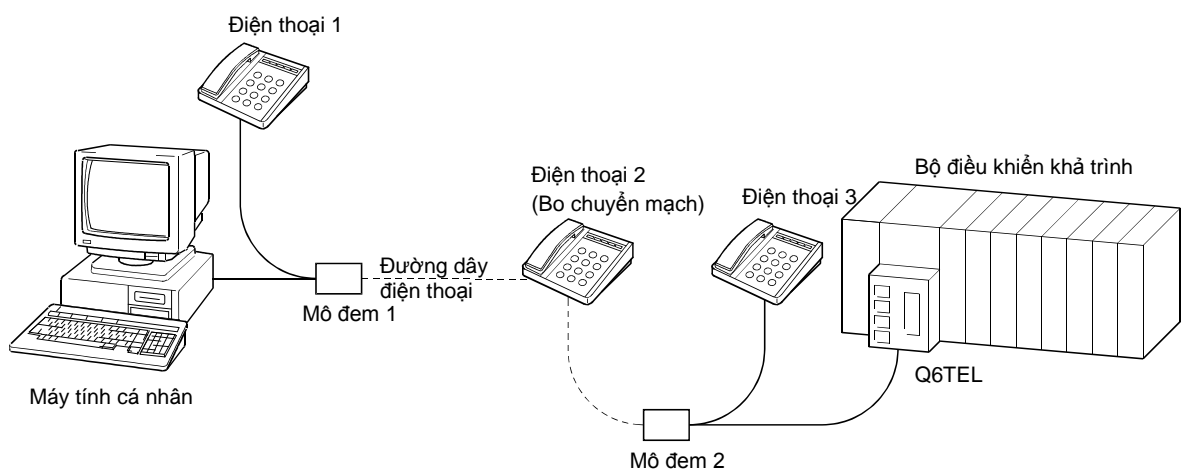 Điện thoại 1
Điện thoại 2
(Bo chuyển mạch)
Điện thoại 3
Bộ điều khiển khả trình
Đường dây
điện thoại
Mô đem 1
Q6TEL
Máy tính cá nhân
Mô đem 2